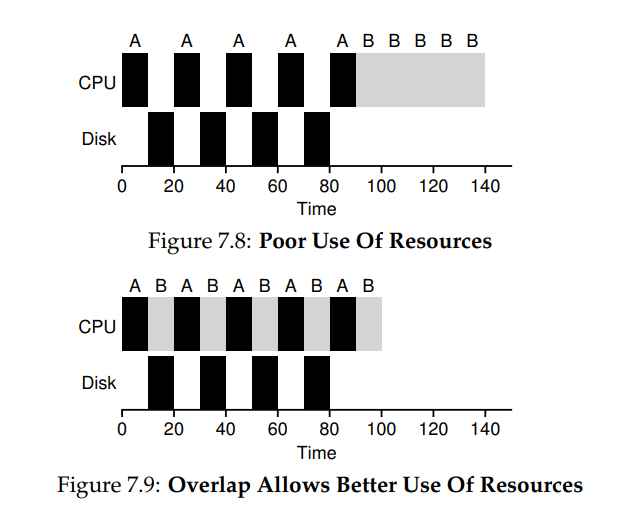 A A A A A B B B B B
CPU
Disk
0 20 40 60 80 100 120 140
Time
Figure 7.8: Poor Use Of Resources
A B A B A B A B A B
CPU
Disk
0 20 40 60 80 100 120 140
Time
Figure 7.9: Overlap Allows Better Use Of Resources